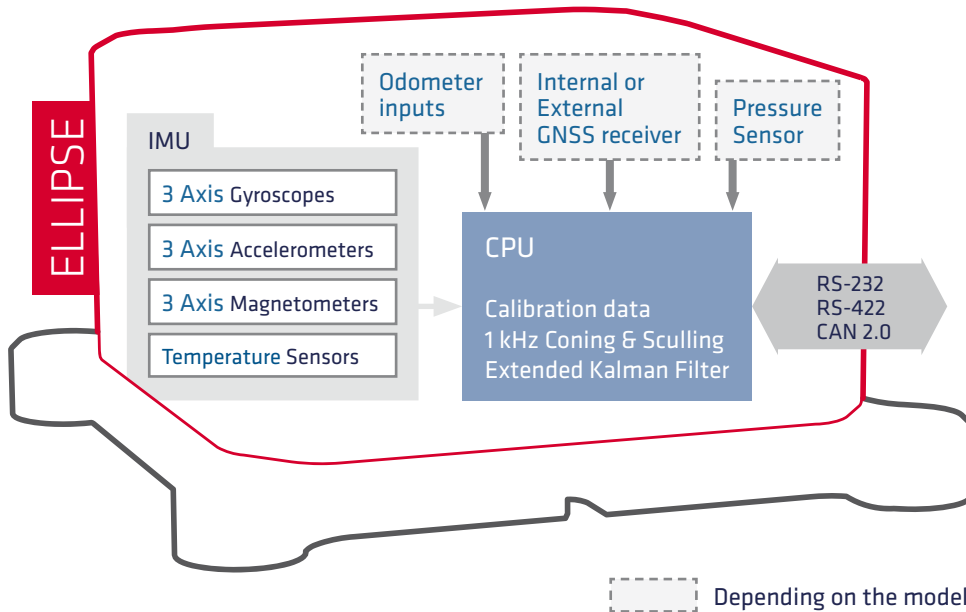 ELLIPSE
IMU
3 Axis Gyroscopes
3 Axis Accelerometers
3 Axis Magnetometers
Temperature Sensors
Odometer
inputs
Internal or
External
GNSS receiver
Pressure
Sensor
CPU
Calibration data
1 kHz Coning & Sculling
Extended Kalman Filter
RS-232
RS-422
CAN 2.0
Depending on the model